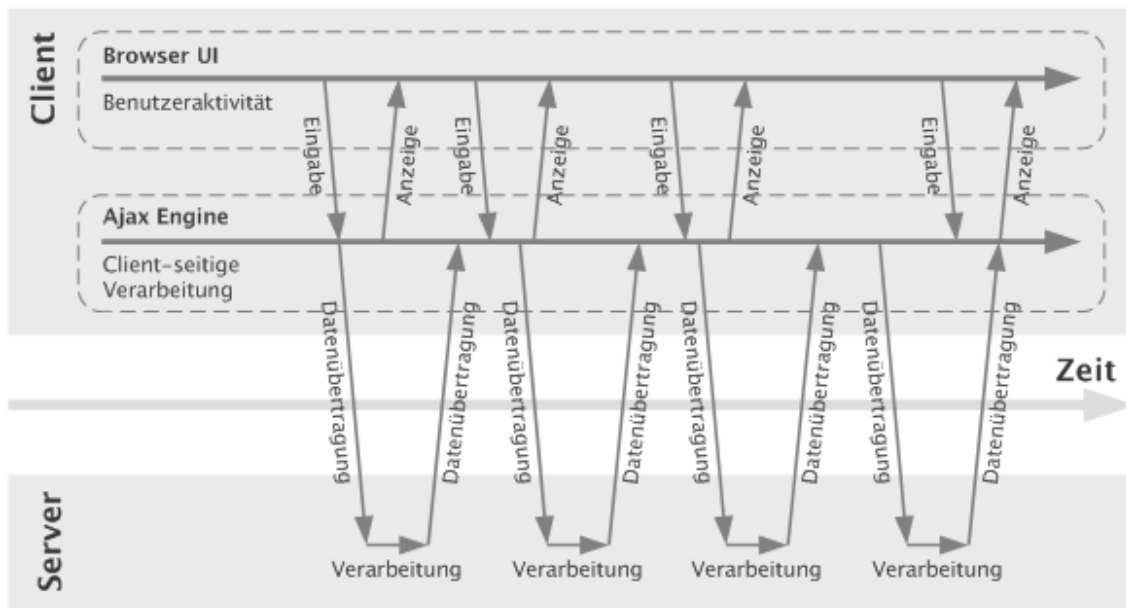 Client
Browser UI
Benutzeraktivität
Eingabe
Anzeige
Eingabe
Anzeige
Eingabe
Anzeige
Eingabe
Anzeige
Ajax Engine
Client-seitige
Verarbeitung
Datenübertragung
Datenübertragung
Datenübertragung
Datenübertragung
Datenübertragung
Datenübertragung
Datenübertragung
Datenübertragung
Zeit
Server
Verarbeitung
Verarbeitung
Verarbeitung
Verarbeitung